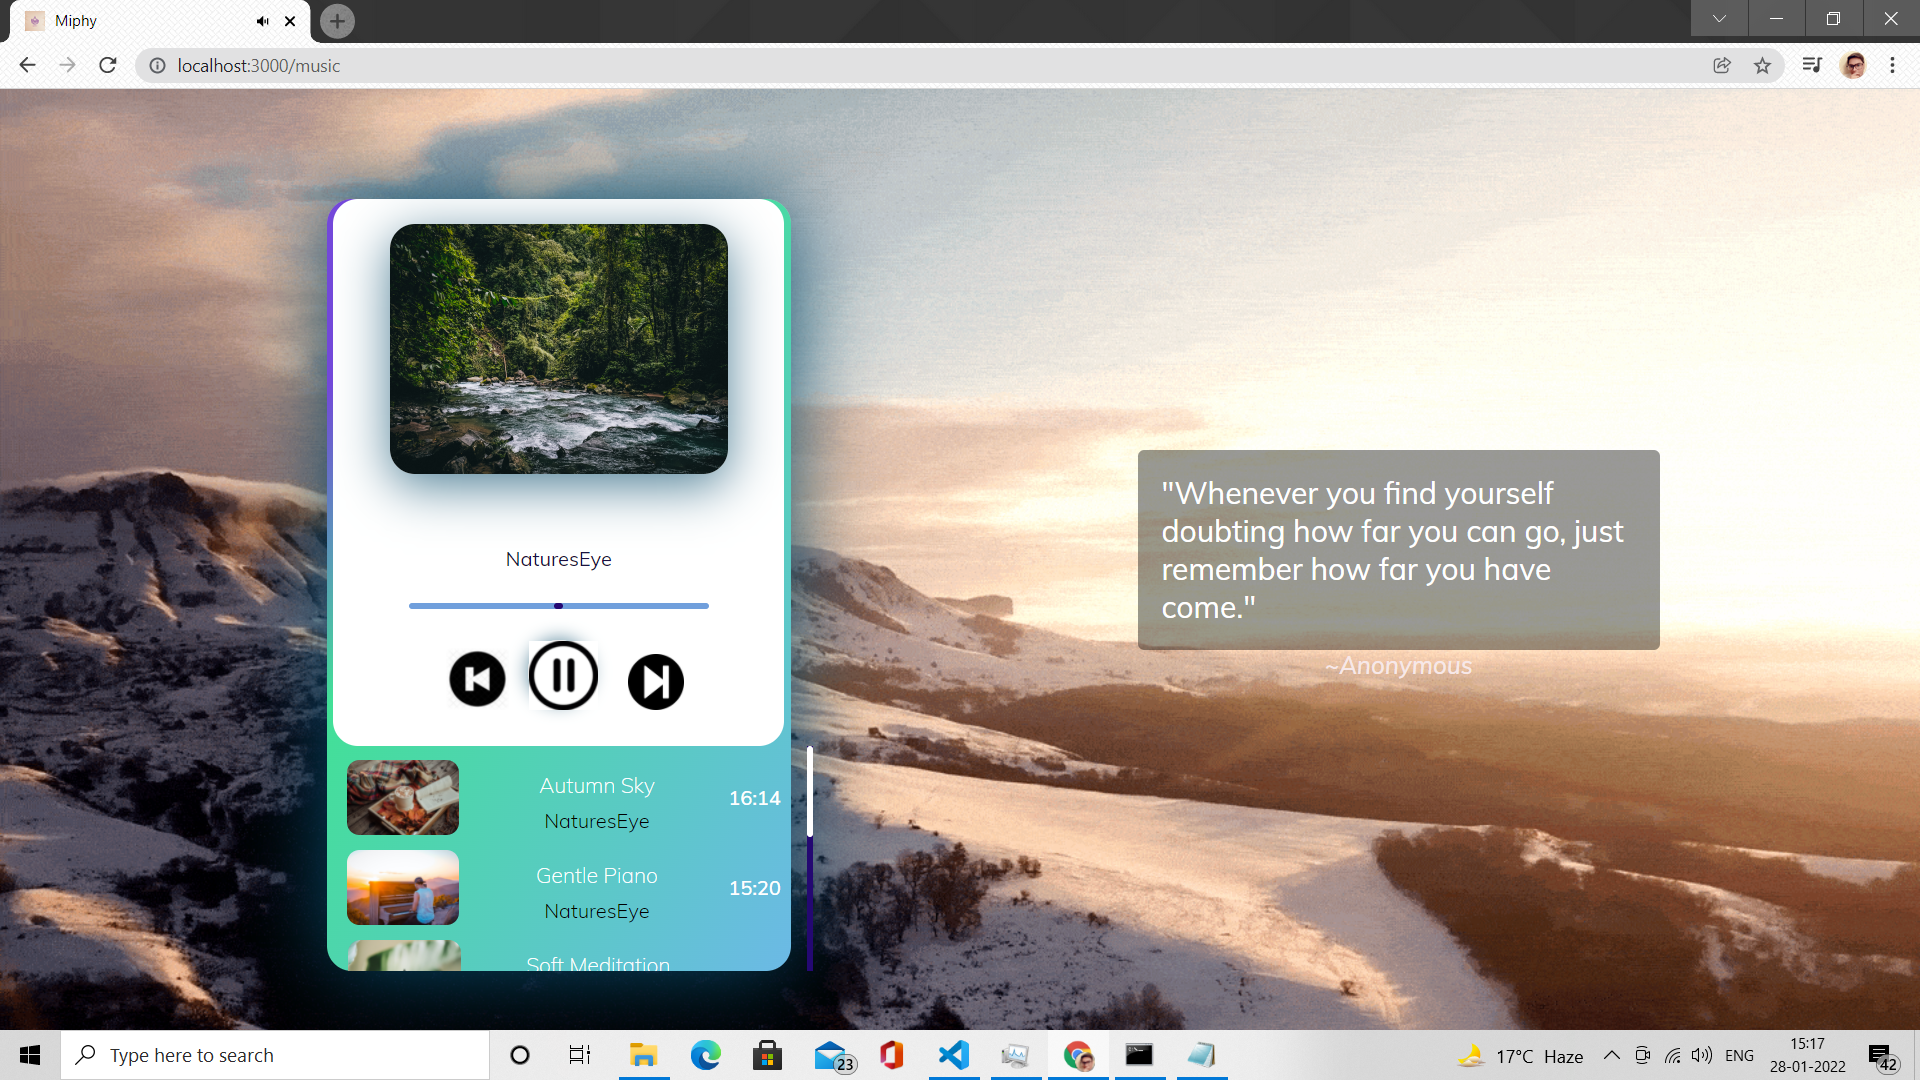 Miphy
localhost:3000/music
NaturesEye
Autumn Sky
NaturesEye
16:14
Gentle Piano
NaturesEye
15:20
Soft Meditation
"Whenever you find yourself
doubting how far you can go, just
remember how far you have
come."
~Anonymous
Type here to search
23
17°C Haze
ENG
15:17
28-01-2022
42